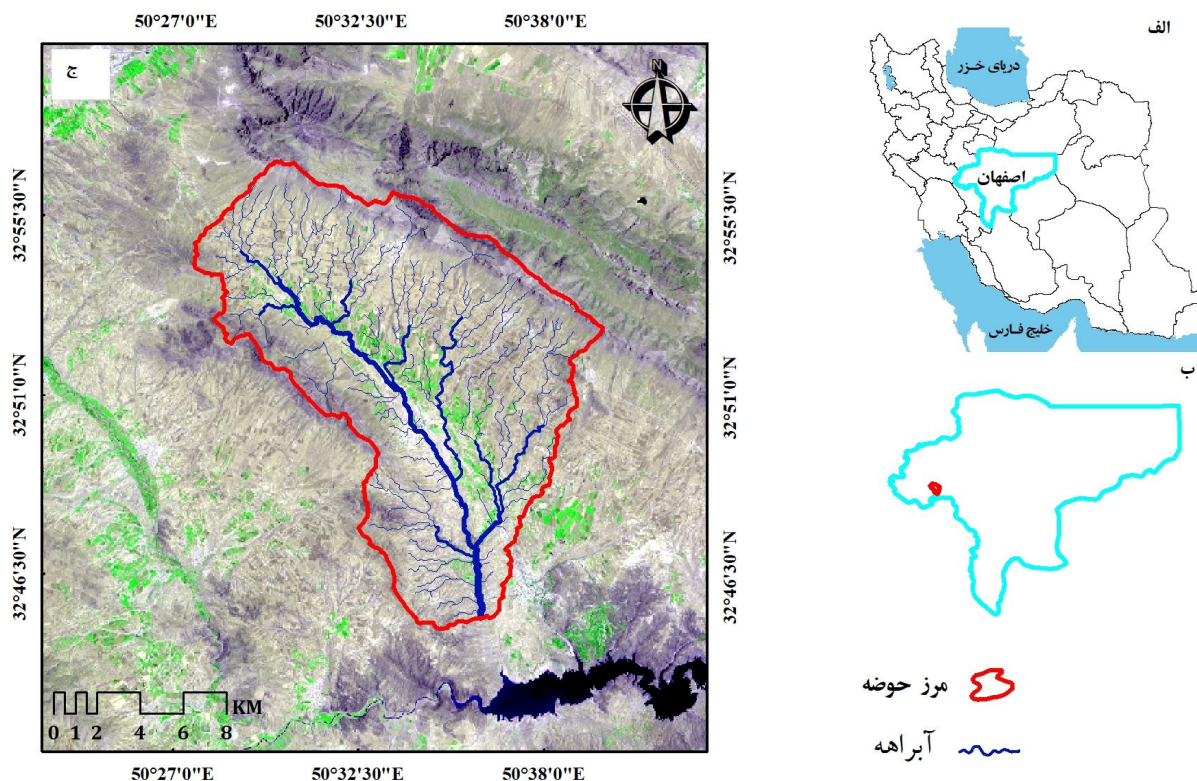 50°27'0"E 50°32'30"E 50°38'0"E
ج
N
32°55'30"N 32°55'30"N
32°51'0"N 32°51'0"N
32°46'30"N 32°46'30"N
KM
0 1 2 4 6 8
50°27'0"E 50°32'30"E 50°38'0"E
الف
دریای خزر
اصفهان
خلیج فارس
ب
مرز حوضه
آبراهه